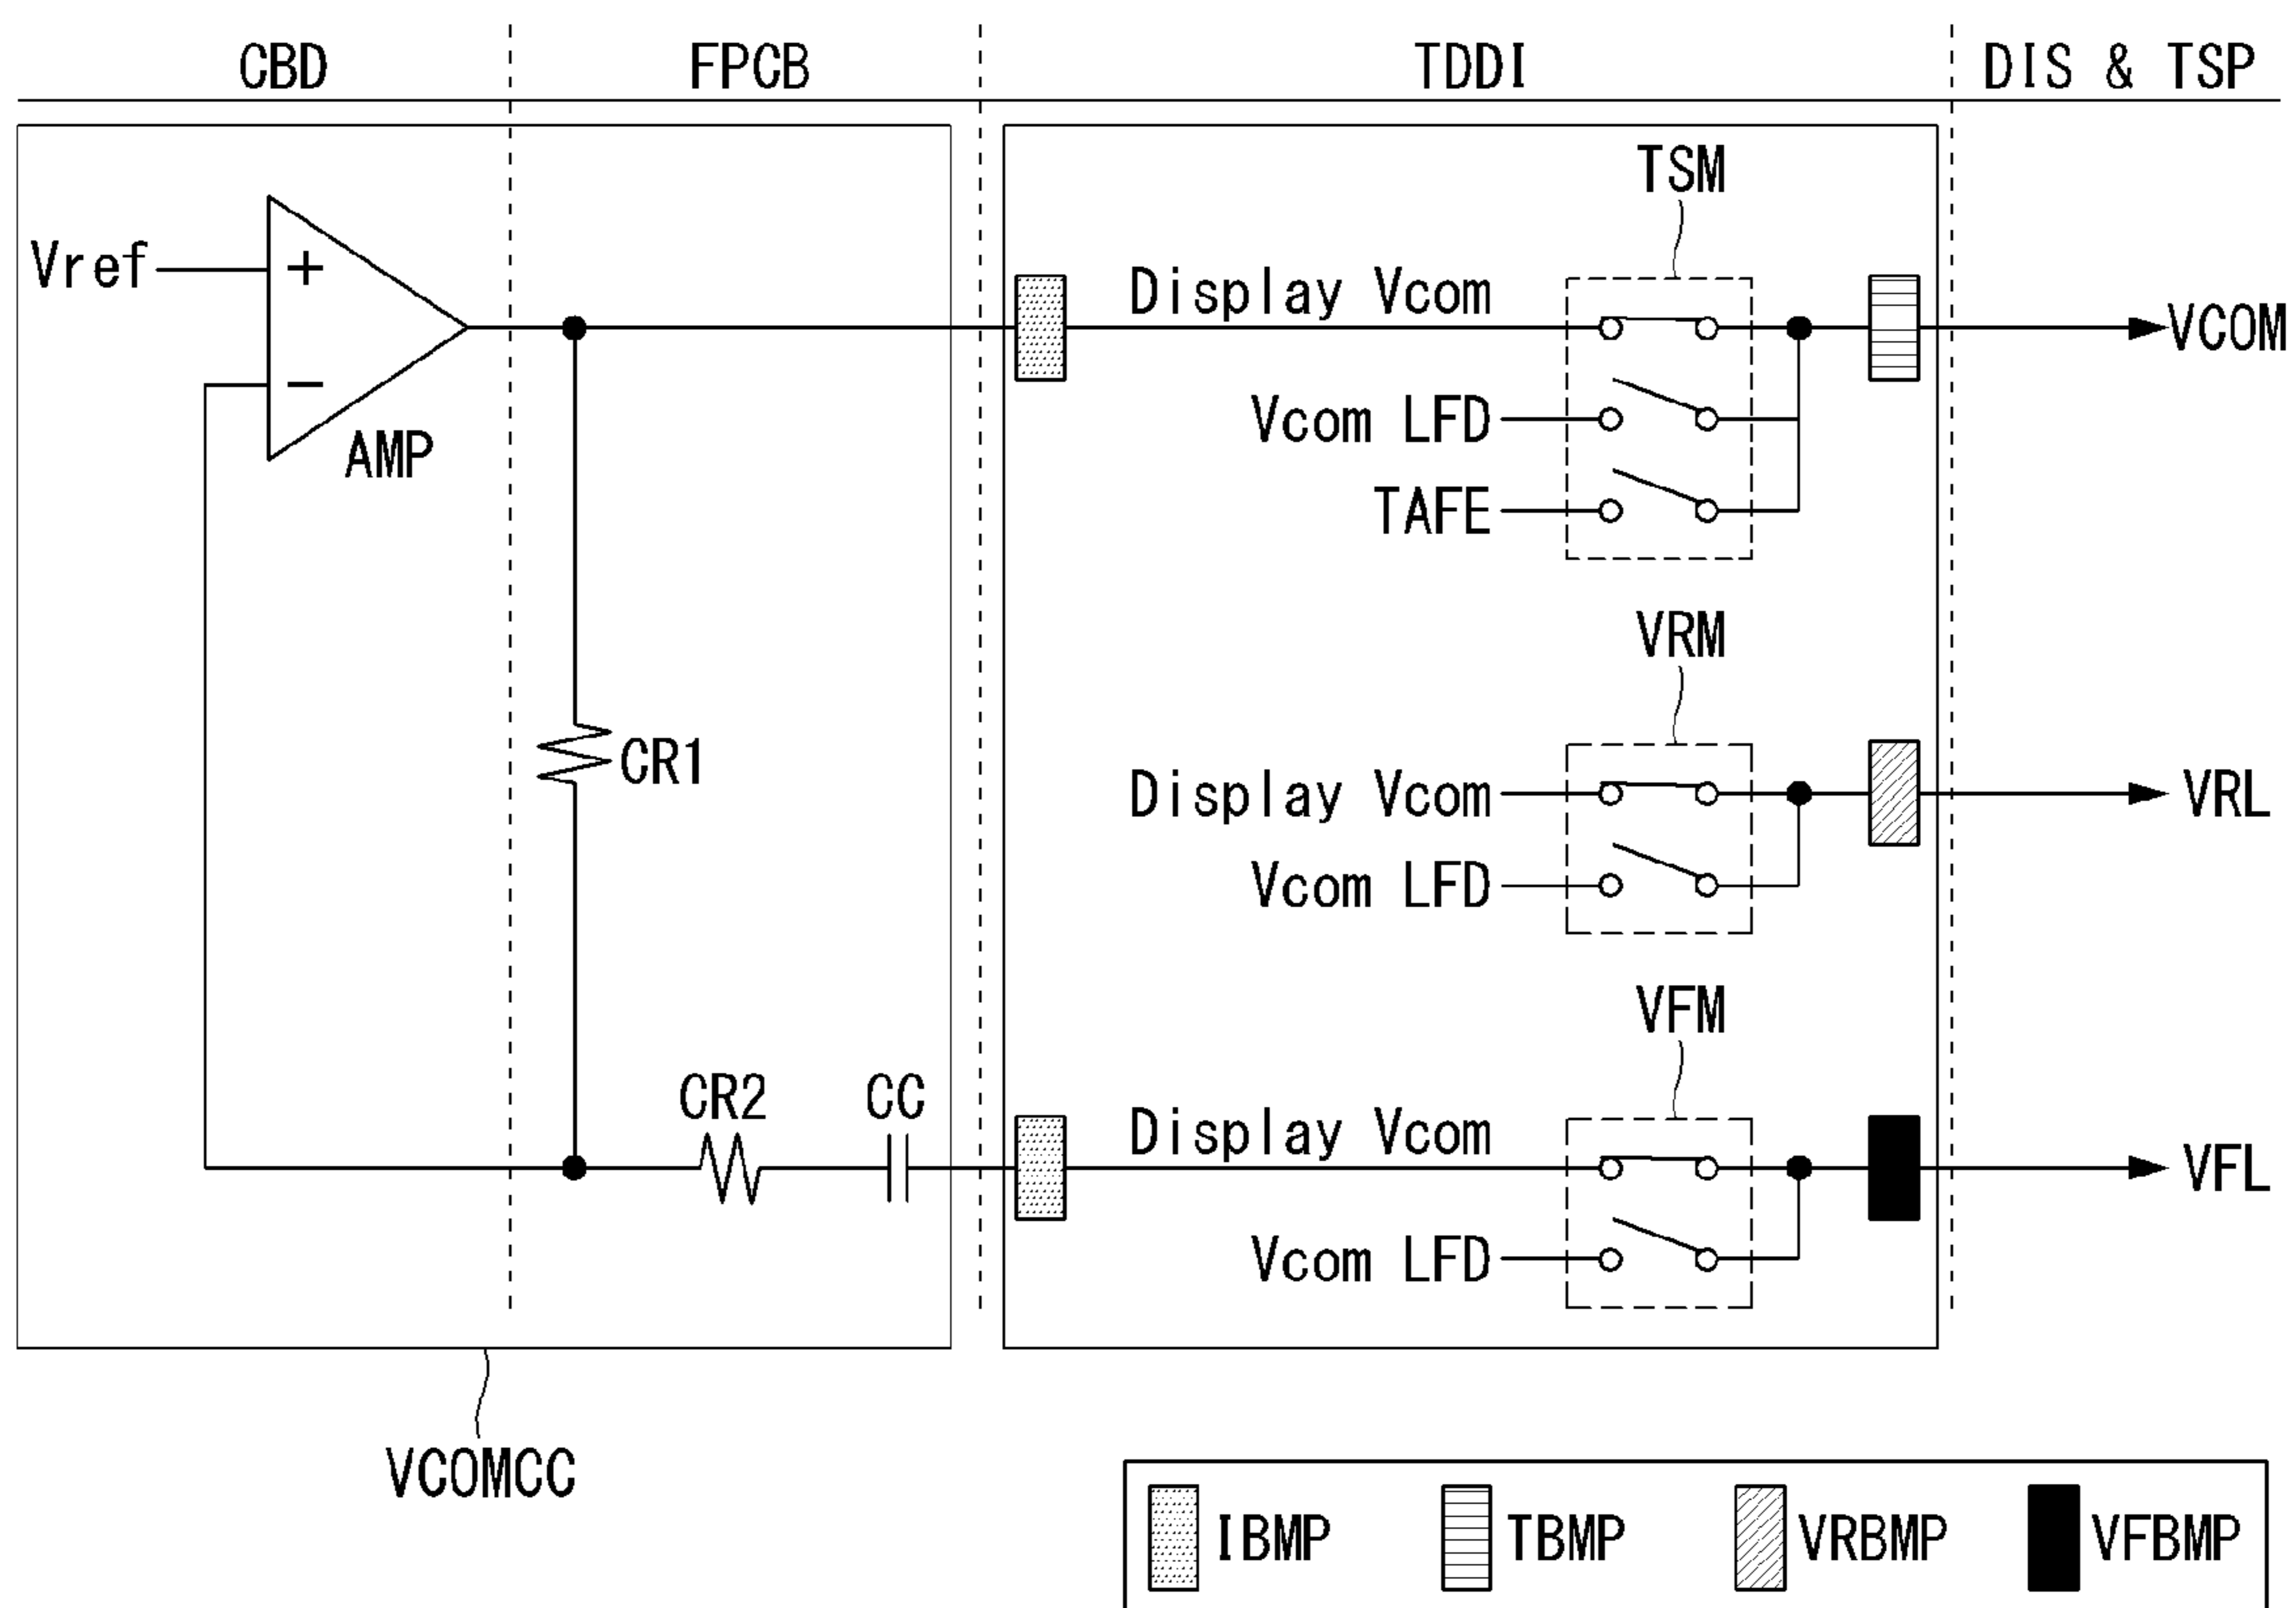 CBD FPCB TDDI DIS & TSP
TSM
Vref + Display Vcom VCOM
−
AMP Vcom LFD
TAFE
VRM
CR1 Display Vcom VRL
Vcom LFD
VFM
CR2 CC Display Vcom VFL
Vcom LFD
VCOMCC
IBMP TBMP VRBMP VFBMP